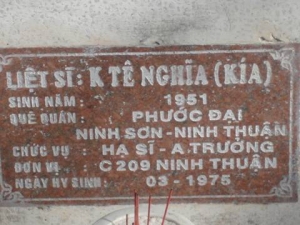 LIỆT SĨ: K TÊ NGHĨA (KÍA)
SINH NĂM: 1951
QUÊ QUÁN: PHƯỚC ĐẠI
NINH SƠN - NINH THUẬN
CHỨC VỤ: HẠ SĨ - A.TRƯỞNG
ĐƠN VỊ: C209 NINH THUẬN
NGÀY HY SINH: 03-1975